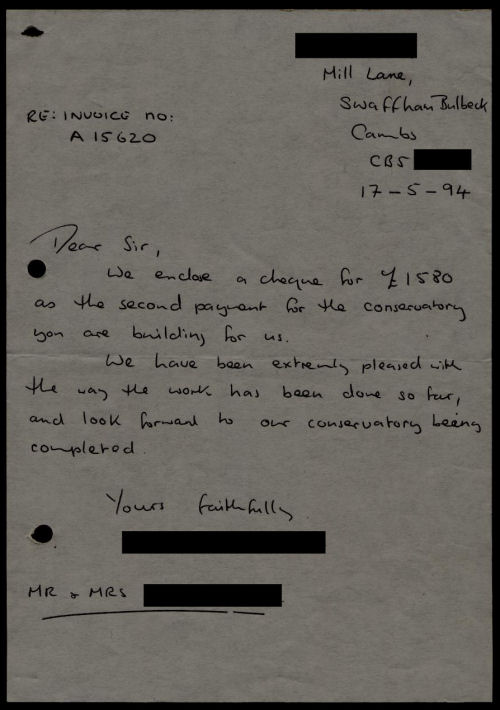 Mill Lane,
Swaffham Bulbeck
RE: INVOICE NO:
Cambs
A 15620
CB5
17-5-94
Dear Sir,
We enclose a cheque for £1580
as the second payment for the conservatory
you are building for us.
We have been extremely pleased with
the way the work has been done so far,
and look forward to our conservatory being
completed.
Yours faithfully
MR & MRS